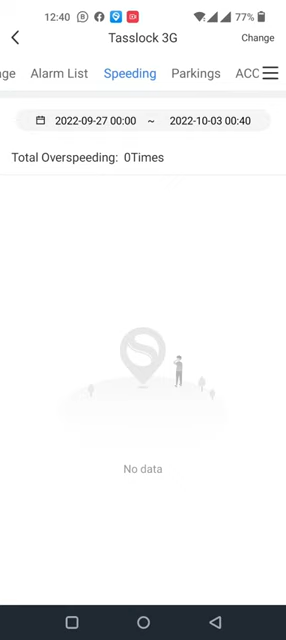 12:40 77%
Tasslock 3G
Change
ge Alarm List Speeding Parkings ACC
2022-09-27 00:00 ~ 2022-10-03 00:40
Total Overspeeding: 0Times
No data